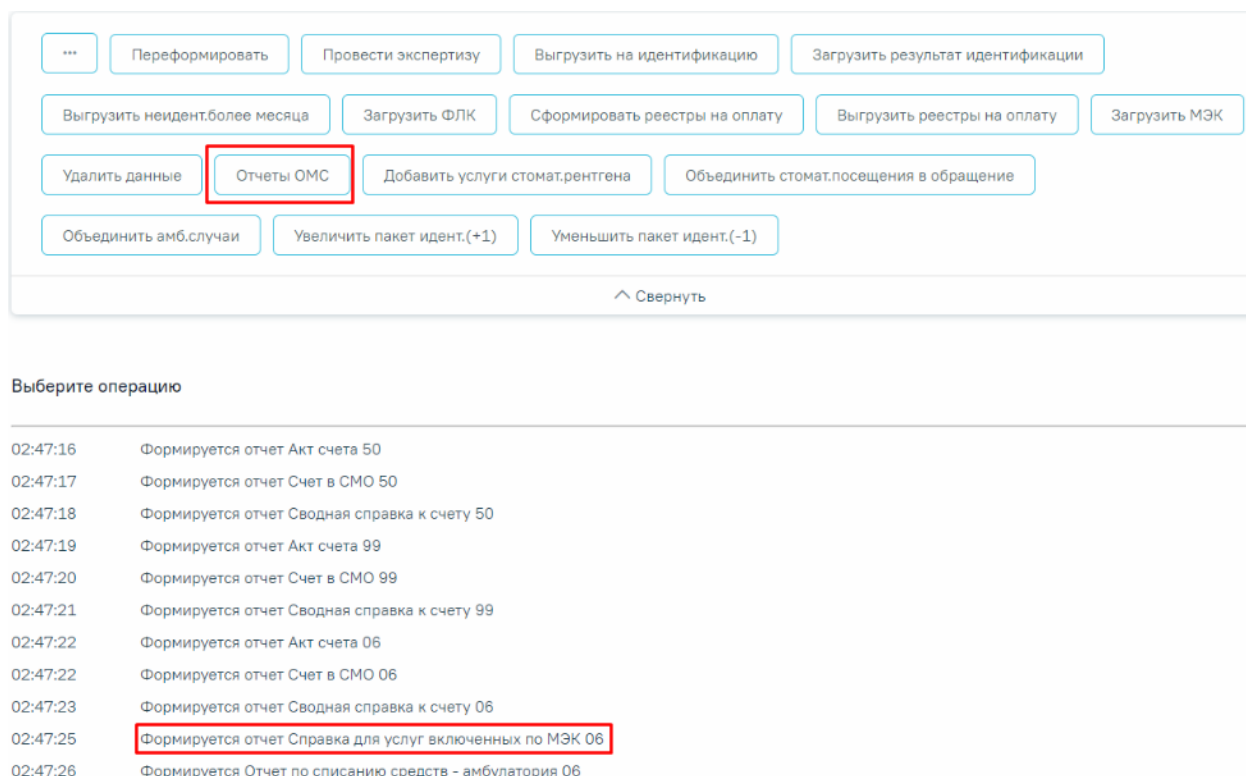 ... Переформировать Провести экспертизу Выгрузить на идентификацию Загрузить результат идентификации
Выгрузить неидент.более месяца Загрузить ФЛК Сформировать реестры на оплату Выгрузить реестры на оплату Загрузить МЭК
Удалить данные Отчеты ОМС Добавить услуги стомат.рентгена Объединить стомат.посещения в обращение
Объединить амб.случаи Увеличить пакет идент.(+1) Уменьшить пакет идент.(-1)
Свернуть
Выберите операцию
02:47:16 Формируется отчет Акт счета 50
02:47:17 Формируется отчет Счет в СМО 50
02:47:18 Формируется отчет Сводная справка к счету 50
02:47:19 Формируется отчет Акт счета 99
02:47:20 Формируется отчет Счет в СМО 99
02:47:21 Формируется отчет Сводная справка к счету 99
02:47:22 Формируется отчет Акт счета 06
02:47:22 Формируется отчет Счет в СМО 06
02:47:23 Формируется отчет Сводная справка к счету 06
02:47:25 Формируется отчет Справка для услуг включенных по МЭК 06
02:47:26 Формируется Отчет по списанию средств - амбулатория 06